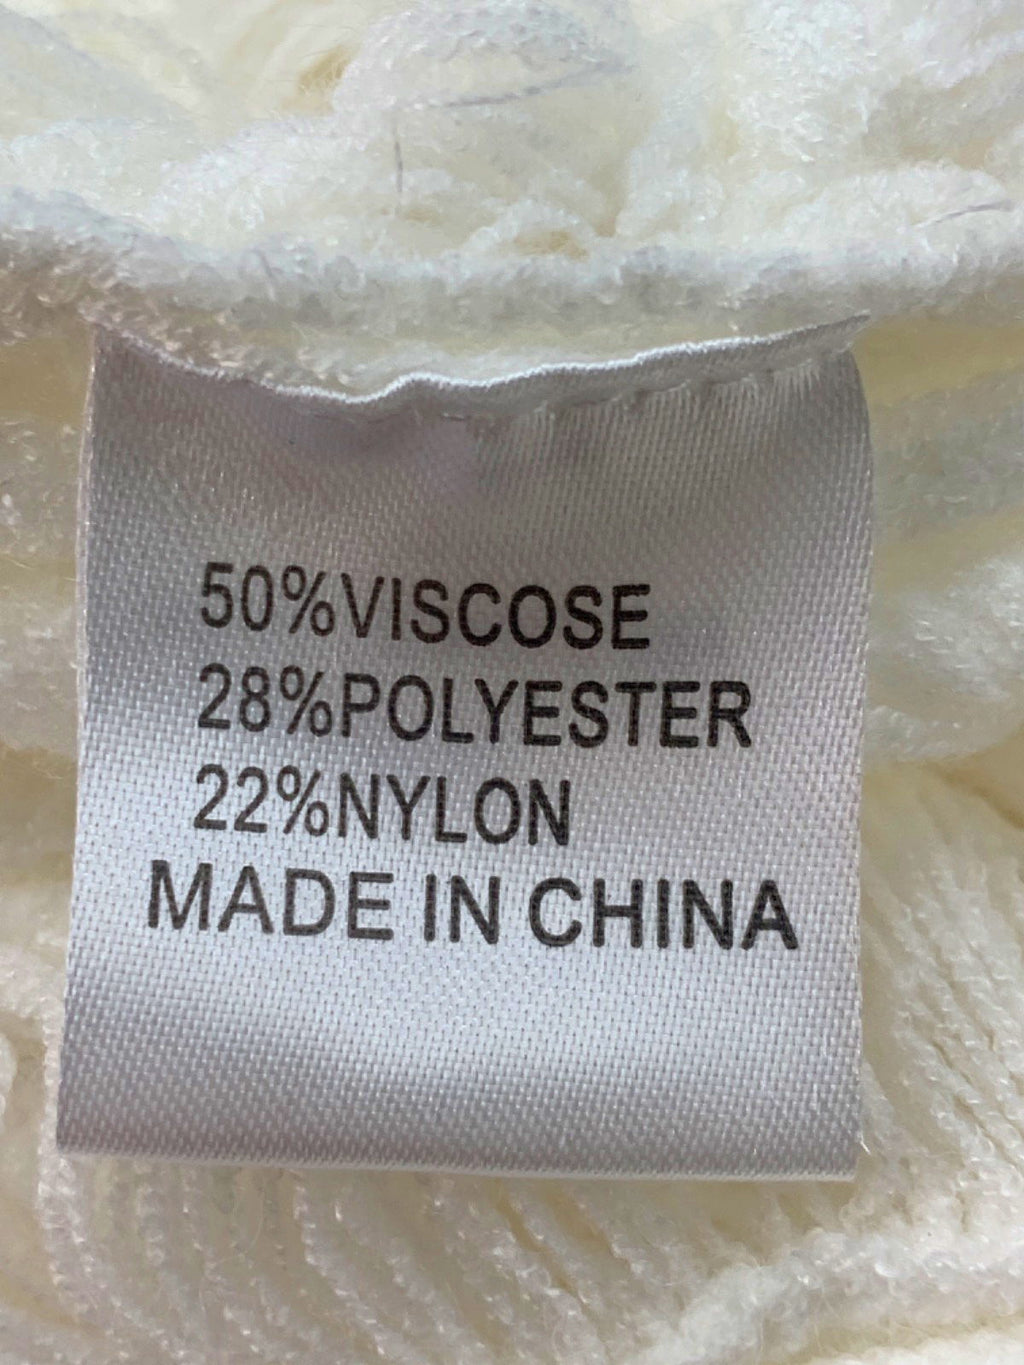 50%VISCOSE
28%POLYESTER
22%NYLON
MADE IN CHINA